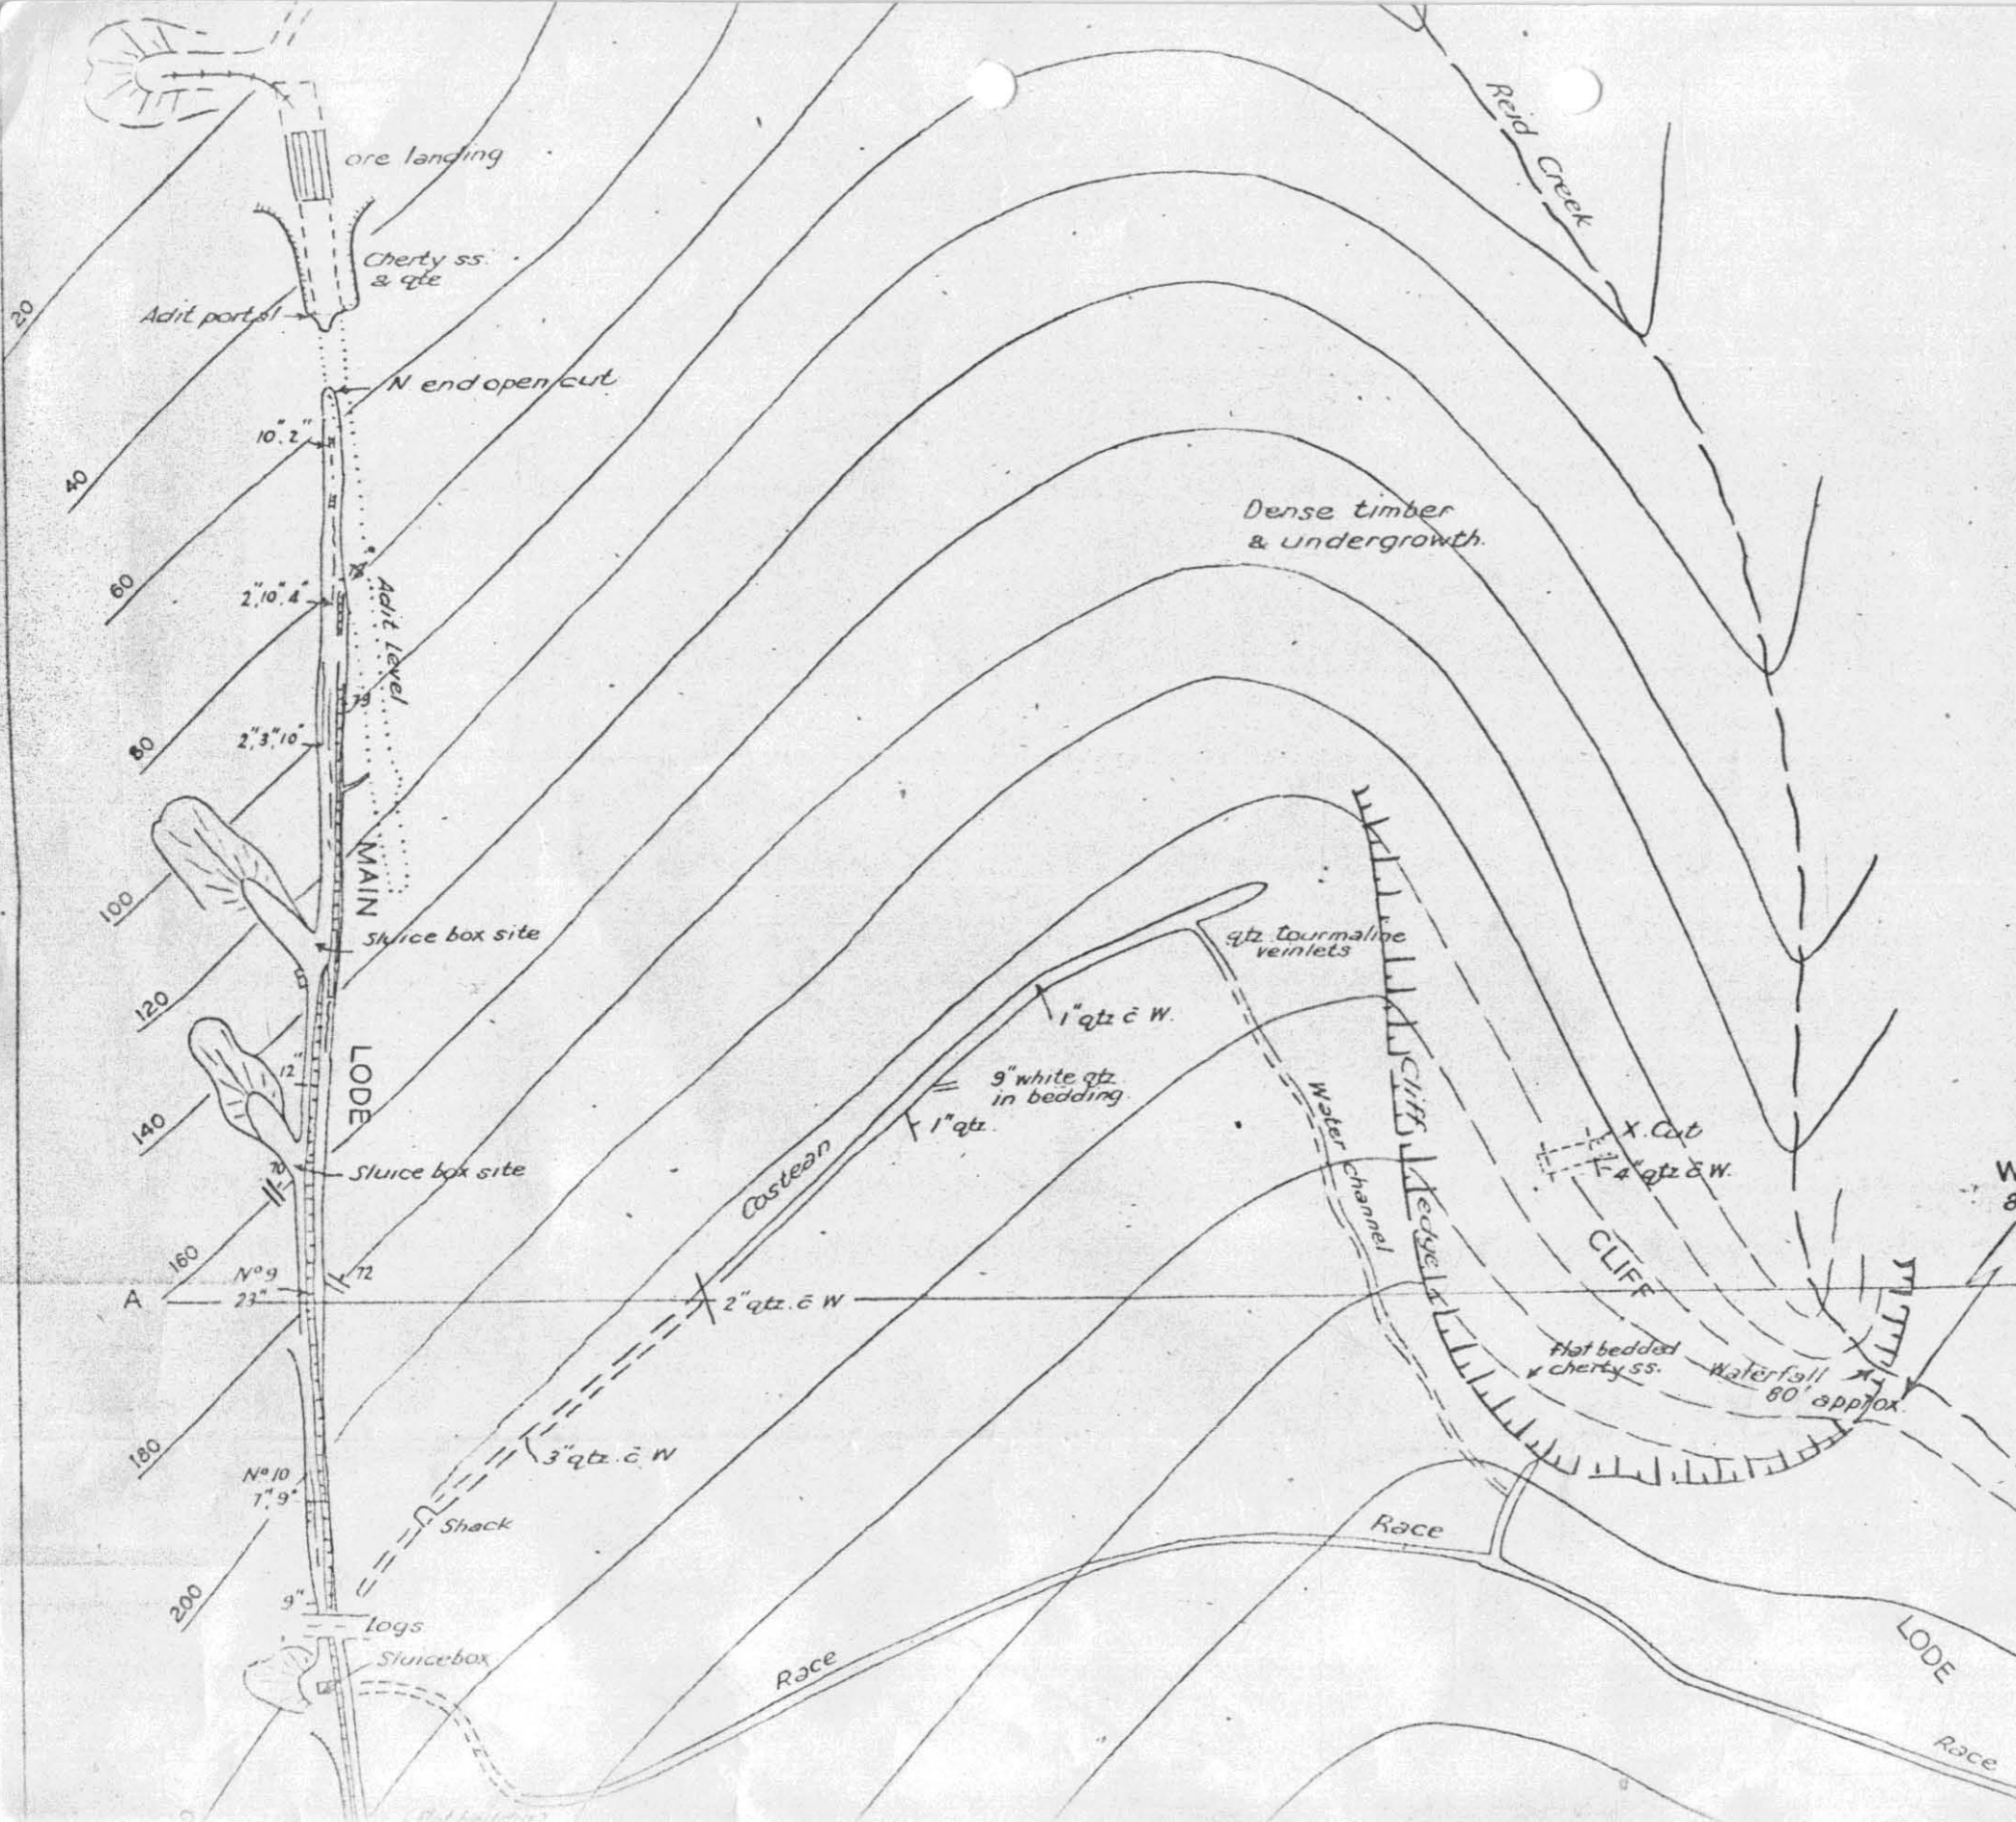 Reid Creek
ore landing
Cherty ss.
& qte
Adit portal
20
N end open cut
10", 2"
40
Dense timber
& undergrowth.
60
2", 10", 4"
Adit Level
79
2", 3", 10"
80
MAIN
100
Sluice box site
qtz tourmaline
veinlets
120
1" qtz c̄ W.
12"
LODE
9" white qtz
in bedding
1" qtz.
140
Cliff
edge
Water channel
X. Cut
4" qtz c̄ W.
70
Sluice box site
Costean
160
CLIFF
Nº 9
23"
72
A
2" qtz. c̄ W
flat bedded
cherty ss.
Waterfall
80' approx.
180
3" qtz. c̄ W
Nº 10
7", 9"
Shack
Race
200
9"
Logs
Sluicebox
Race
LODE
Race